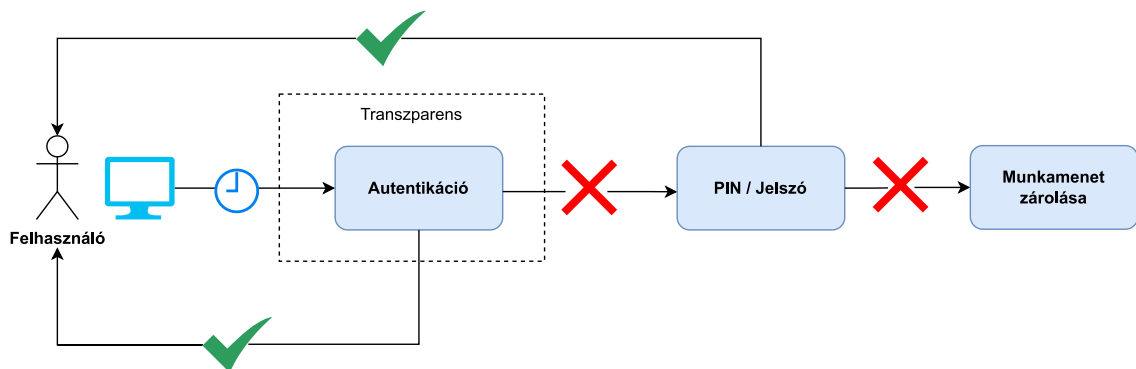 Transzparens
Autentikáció
PIN / Jelszó
Munkamenet
zárolása
Felhasználó